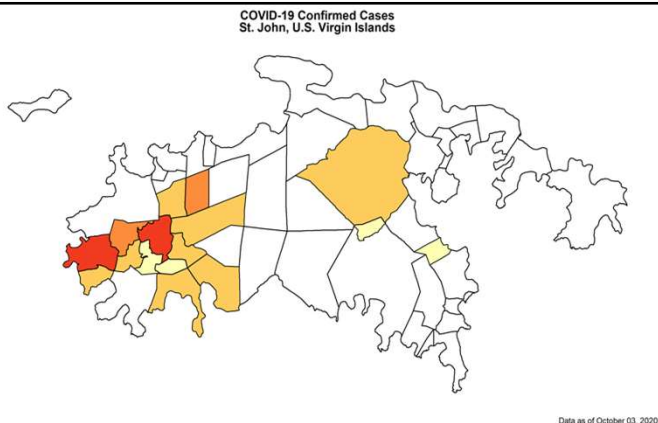 COVID-19 Confirmed Cases
St. John, U.S. Virgin Islands
Data as of October 03, 2020